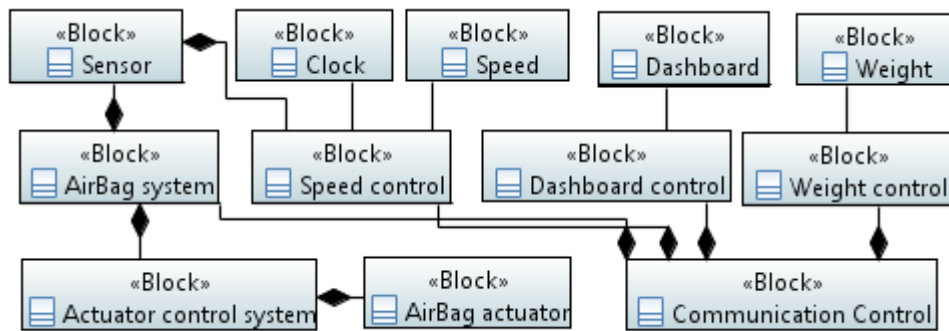 «Block»
Sensor
«Block»
Clock
«Block»
Speed
«Block»
Dashboard
«Block»
Weight
«Block»
AirBag system
«Block»
Speed control
«Block»
Dashboard control
«Block»
Weight control
«Block»
Actuator control system
«Block»
AirBag actuator
«Block»
Communication Control